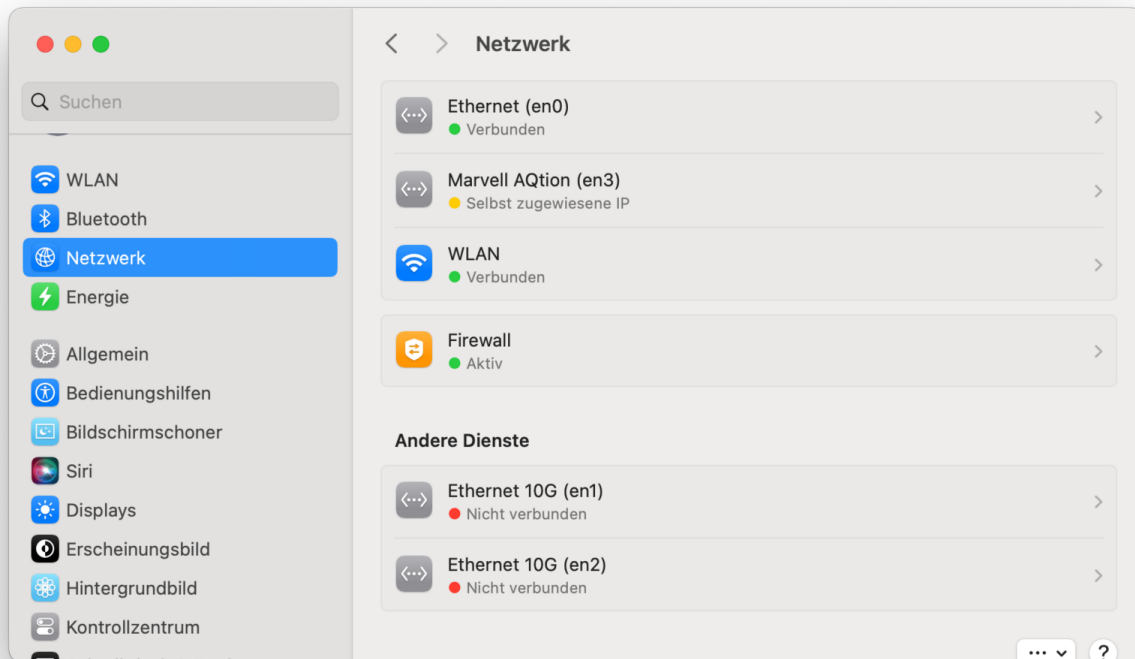 Suchen
WLAN
Bluetooth
Netzwerk
Energie
Allgemein
Bedienungshilfen
Bildschirmschoner
Siri
Displays
Erscheinungsbild
Hintergrundbild
Kontrollzentrum
Netzwerk
Ethernet (en0)
Verbunden
Marvell AQtion (en3)
Selbst zugewiesene IP
WLAN
Verbunden
Firewall
Aktiv
Andere Dienste
Ethernet 10G (en1)
Nicht verbunden
Ethernet 10G (en2)
Nicht verbunden
... 
?